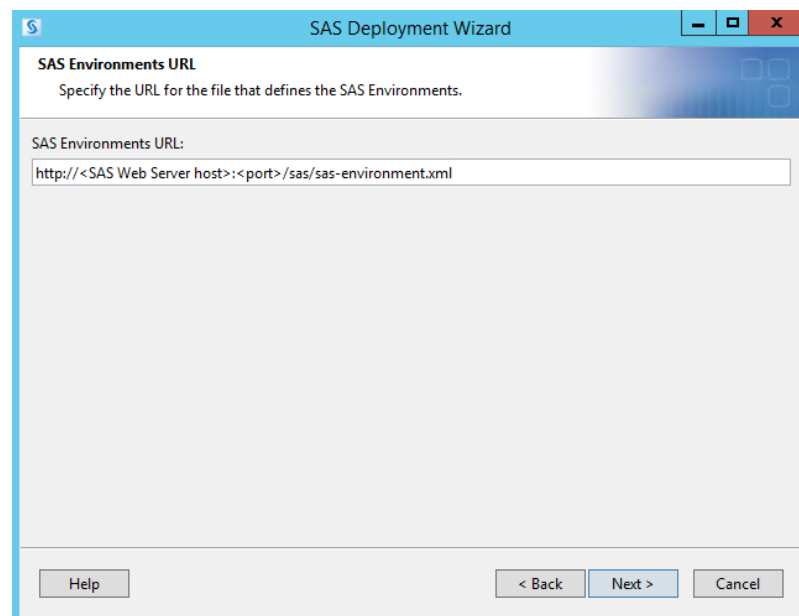 SAS Deployment Wizard
SAS Environments URL
Specify the URL for the file that defines the SAS Environments.
SAS Environments URL:
http://<SAS Web Server host>:<port>/sas/sas-environment.xml
Help
< Back
Next >
Cancel